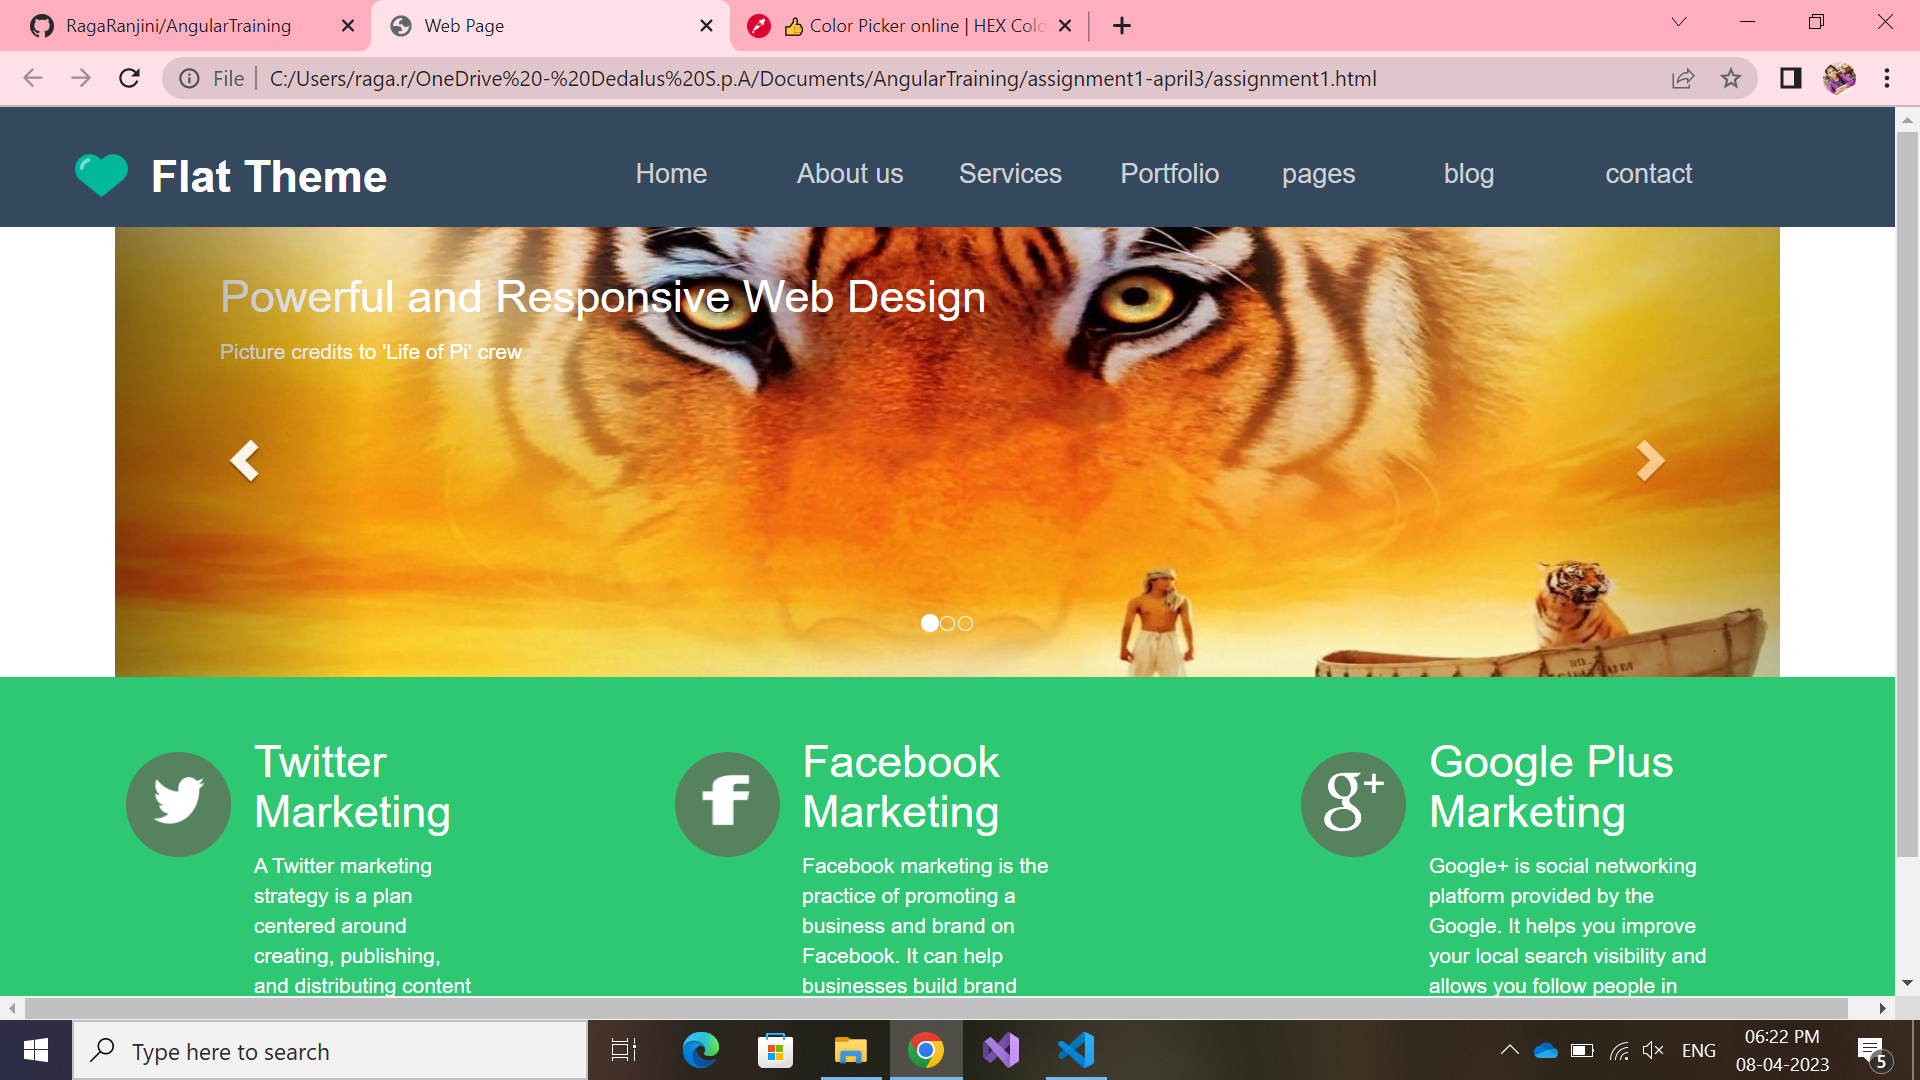 RagaRanjini/AngularTraining
Web Page
Color Picker online | HEX Colo
File
C:/Users/raga.r/OneDrive%20-%20Dedalus%20S.p.A/Documents/AngularTraining/assignment1-april3/assignment1.html
Flat Theme
Home
About us
Services
Portfolio
pages
blog
contact
Powerful and Responsive Web Design
Picture credits to 'Life of Pi' crew
Twitter
Marketing
A Twitter marketing
strategy is a plan
centered around
creating, publishing,
and distributing content
Facebook
Marketing
Facebook marketing is the
practice of promoting a
business and brand on
Facebook. It can help
businesses build brand
g+
Google Plus
Marketing
Google+ is social networking
platform provided by the
Google. It helps you improve
your local search visibility and
allows you follow people in
Type here to search
ENG
06:22 PM
08-04-2023
5